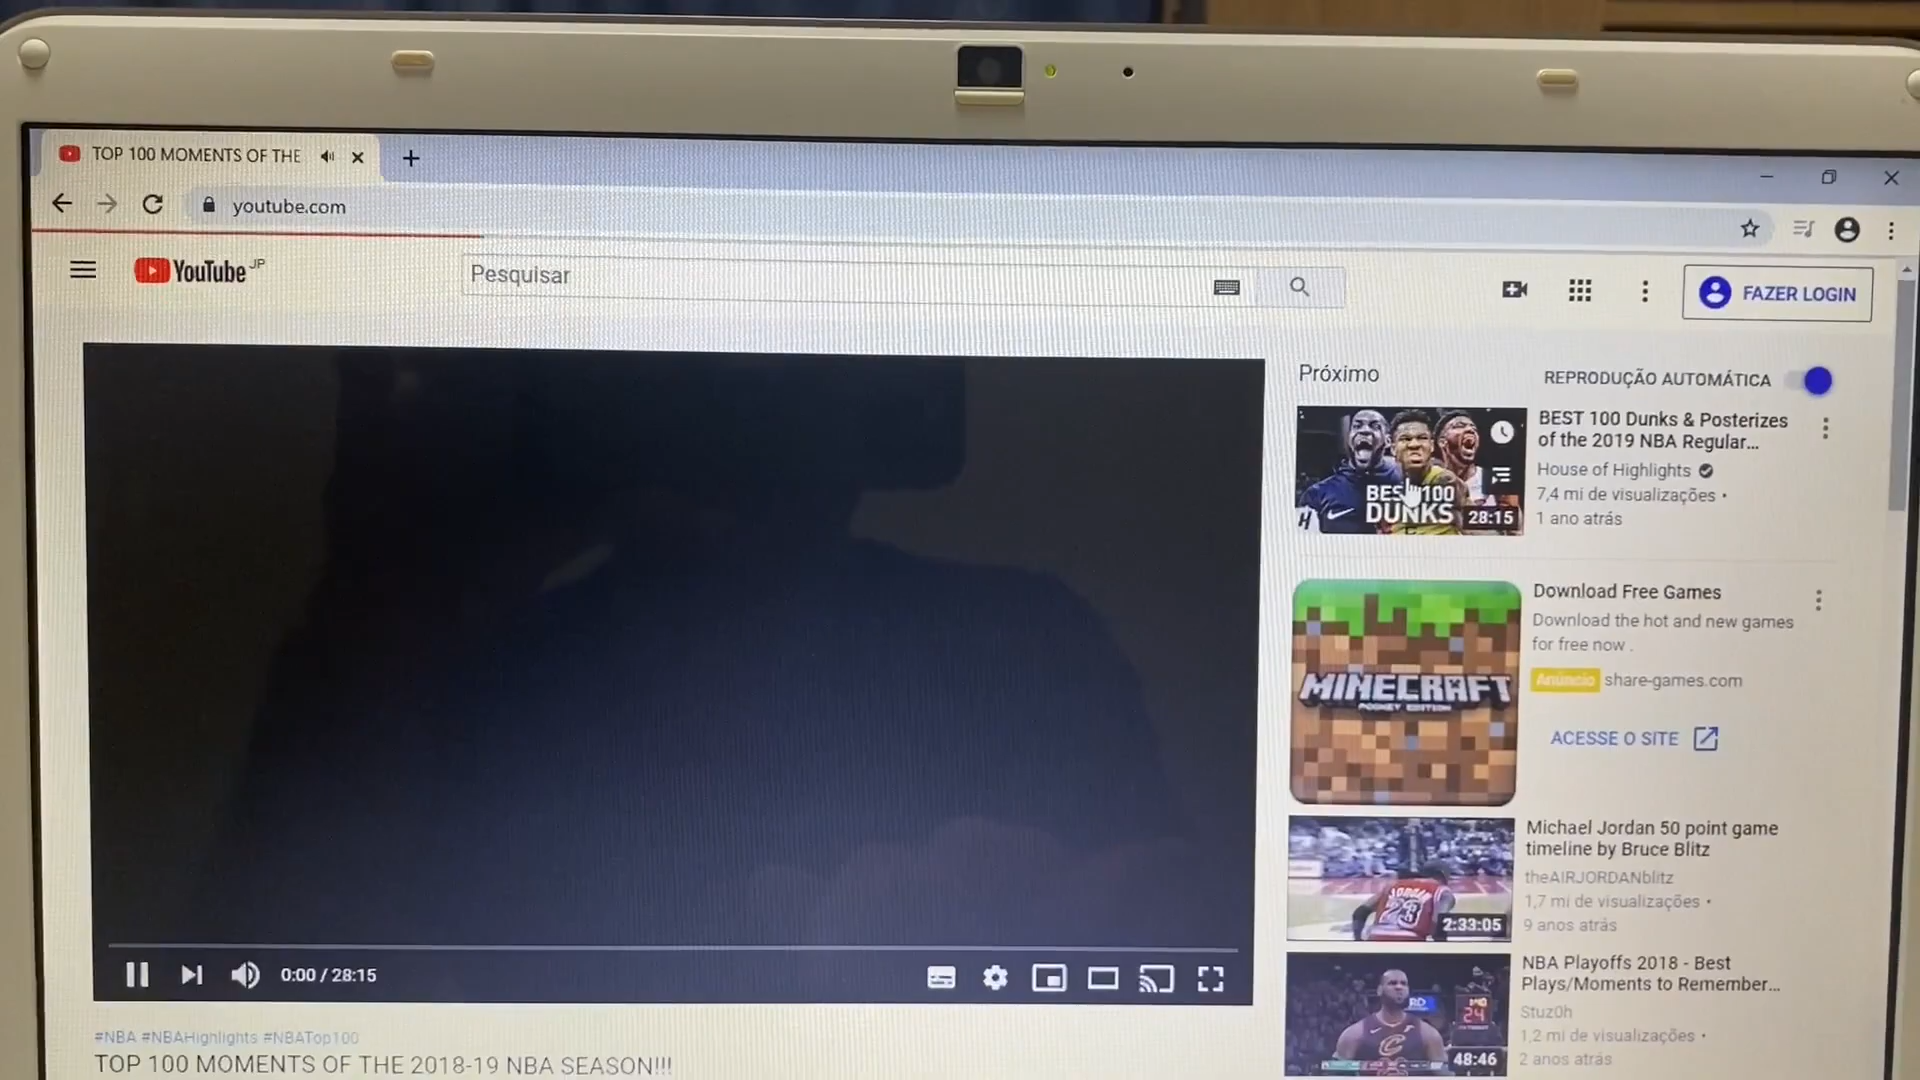 TOP 100 MOMENTS OF THE
youtube.com
YouTube JP
Pesquisar
FAZER LOGIN
Próximo
REPRODUÇÃO AUTOMÁTICA
BEST 100
DUNKS
28:15
BEST 100 Dunks & Posterizes
of the 2019 NBA Regular...
House of Highlights
7,4 mi de visualizações •
1 ano atrás
MINECRAFT
POCKET EDITION
Download Free Games
Download the hot and new games
for free now .
Anúncio share-games.com
ACESSE O SITE
JORDAN
23
2:33:05
Michael Jordan 50 point game
timeline by Bruce Blitz
theAIRJORDANblitz
1,7 mi de visualizações •
9 anos atrás
24
48:46
NBA Playoffs 2018 - Best
Plays/Moments to Remember...
Stuz0h
1,2 mi de visualizações •
2 anos atrás
0:00 / 28:15
#NBA #NBAHighlights #NBATop100
TOP 100 MOMENTS OF THE 2018-19 NBA SEASON!!!